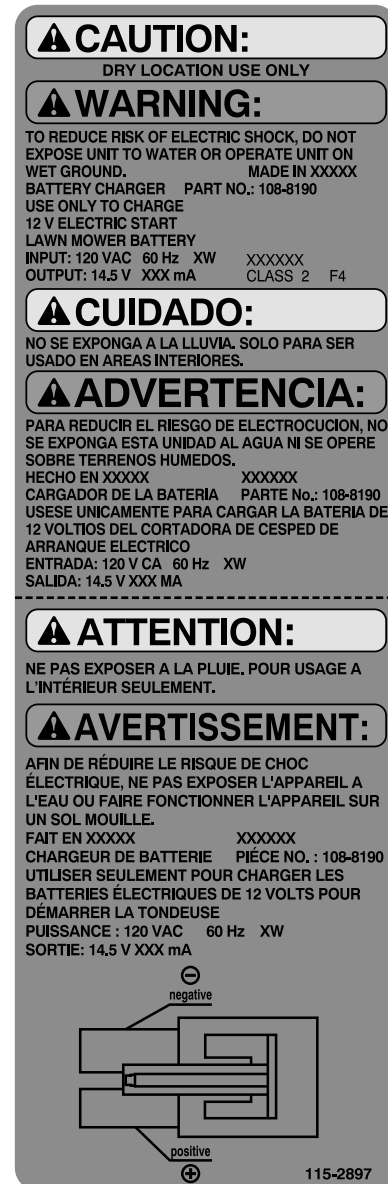 CAUTION:
DRY LOCATION USE ONLY
WARNING:
TO REDUCE RISK OF ELECTRIC SHOCK, DO NOT
EXPOSE UNIT TO WATER OR OPERATE UNIT ON
WET GROUND. MADE IN XXXXX
BATTERY CHARGER PART NO.: 108-8190
USE ONLY TO CHARGE
12 V ELECTRIC START
LAWN MOWER BATTERY
INPUT: 120 VAC 60 Hz XW XXXXXX
OUTPUT: 14.5 V XXX mA CLASS 2 F4
CUIDADO:
NO SE EXPONGA A LA LLUVIA. SOLO PARA SER
USADO EN AREAS INTERIORES.
ADVERTENCIA:
PARA REDUCIR EL RIESGO DE ELECTROCUCIÓN, NO
SE EXPONGA ESTA UNIDAD AL AGUA NI SE OPERE
SOBRE TERRENOS HUMEDOS.
HECHO EN XXXXX XXXXXX
CARGADOR DE LA BATERÍA PARTE No.: 108-8190
USESE UNICAMENTE PARA CARGAR LA BATERIA DE
12 VOLTIOS DEL CORTADORA DE CESPED DE
ARRANQUE ELECTRICO
ENTRADA: 120 V CA 60 Hz XW
SALIDA: 14.5 V XXX MA
ATTENTION:
NE PAS EXPOSER A LA PLUIE. POUR USAGE A
L'INTÉRIEUR SEULEMENT.
AVERTISSEMENT:
AFIN DE RÉDUIRE LE RISQUE DE CHOC
ÉLECTRIQUE, NE PAS EXPOSER L'APPAREIL A
L'EAU OU FAIRE FONCTIONNER L'APPAREIL SUR
UN SOL MOUILLE.
FAIT EN XXXXX XXXXXX
CHARGEUR DE BATTERIE PIÉCE NO. : 108-8190
UTILISER SEULEMENT POUR CHARGER LES
BATTERIES ÉLECTRIQUES DE 12 VOLTS POUR
DÉMARRER LA TONDEUSE
PUISSANCE : 120 VAC 60 Hz XW
SORTIE: 14.5 V XXX mA
negative
positive
115-2897